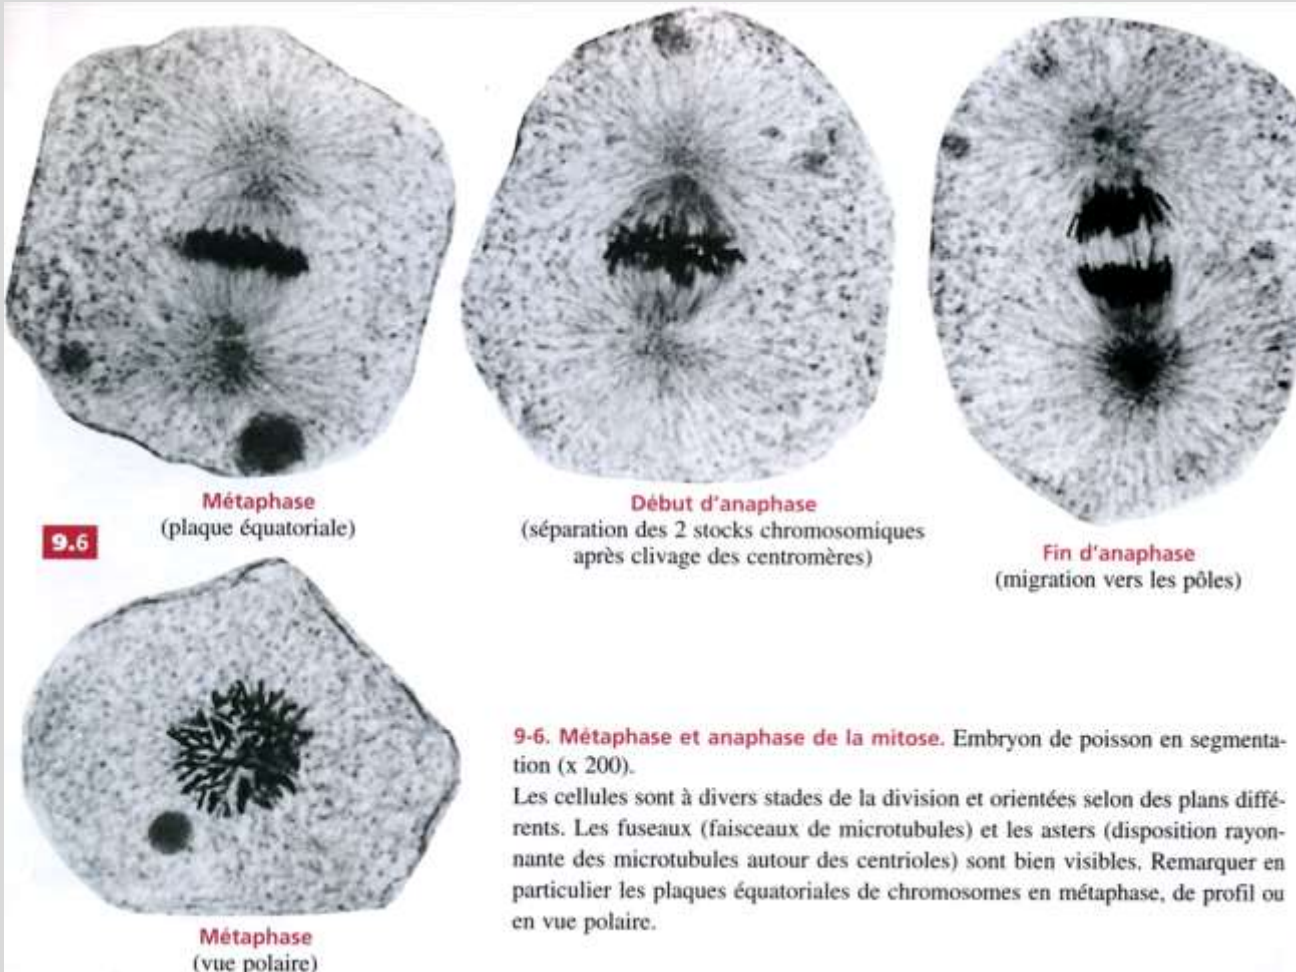 Métaphase
(plaque équatoriale)
Début d'anaphase
(séparation des 2 stocks chromosomiques
après clivage des centromères)
Fin d'anaphase
(migration vers les pôles)
9.6
Métaphase
(vue polaire)
9-6. Métaphase et anaphase de la mitose. Embryon de poisson en segmenta-
tion (x 200).
Les cellules sont à divers stades de la division et orientées selon des plans diffé-
rents. Les fuseaux (faisceaux de microtubules) et les asters (disposition rayon-
nante des microtubules autour des centrioles) sont bien visibles. Remarquer en
particulier les plaques équatoriales de chromosomes en métaphase, de profil ou
en vue polaire.